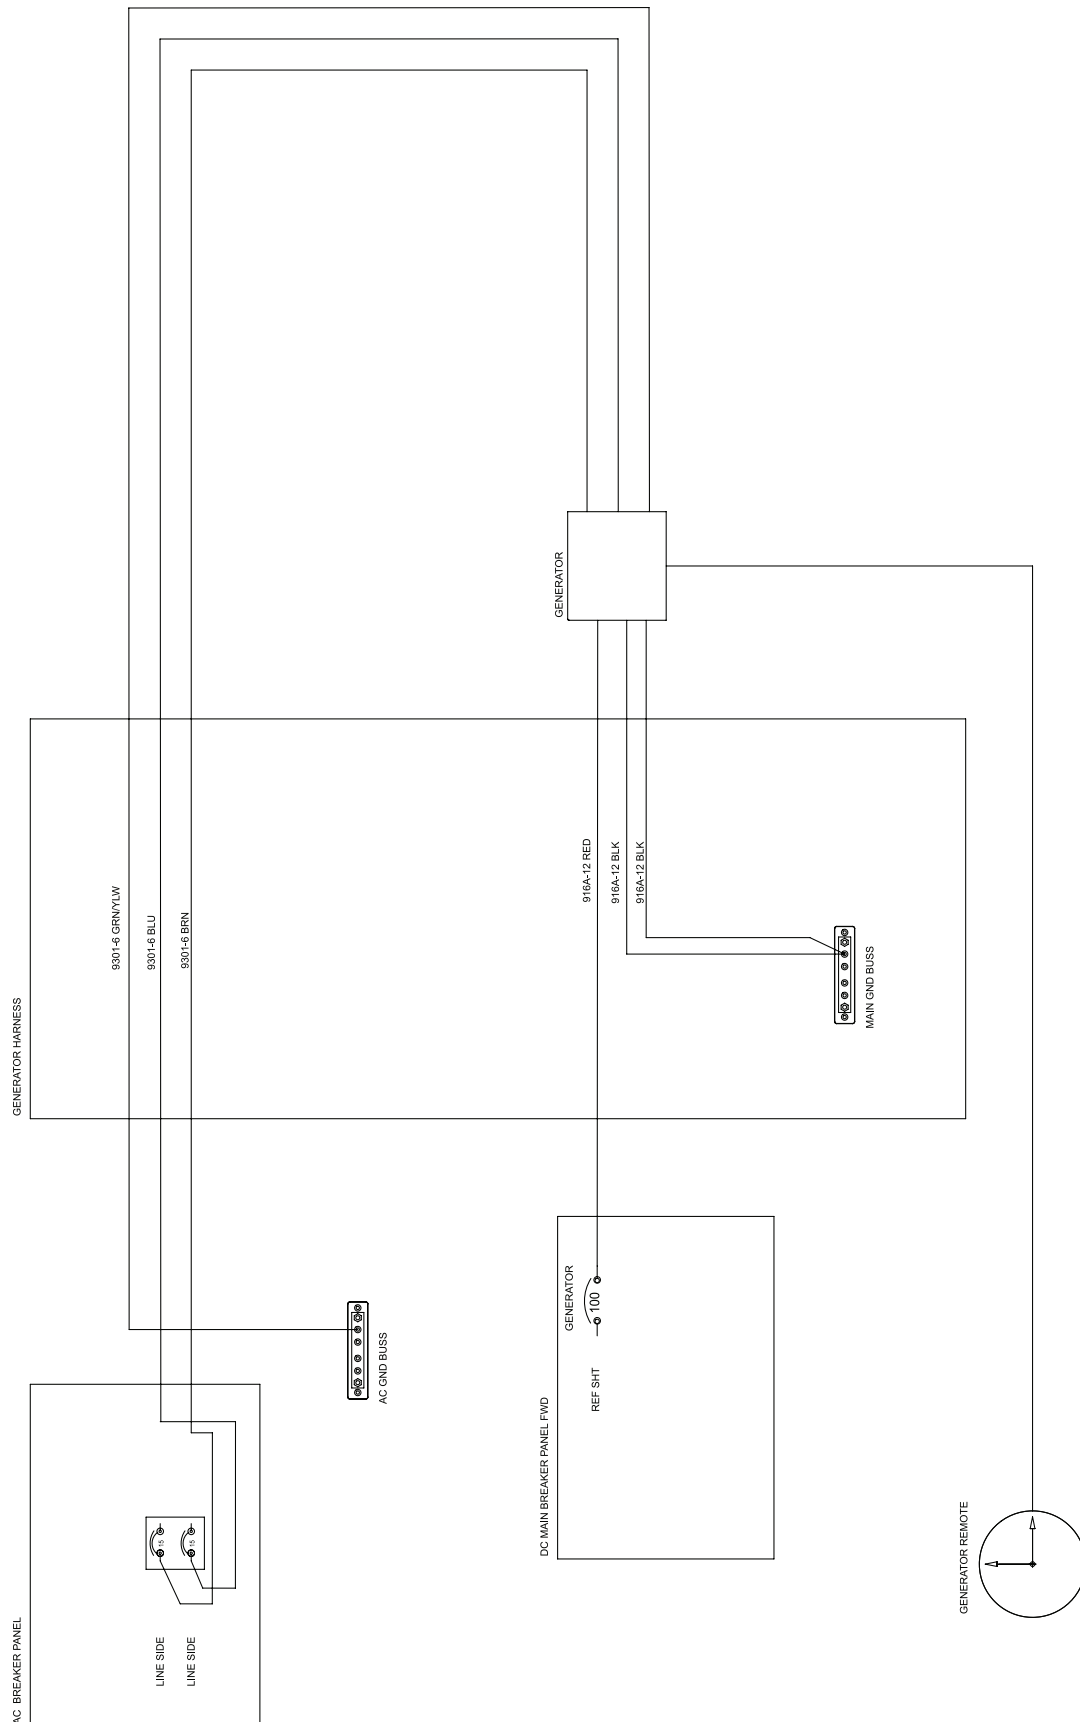 GENERATOR HARNESS
9301-6 GRN/YLW
9301-6 BLU
9301-6 BRN
GENERATOR
916A-12 RED
916A-12 BLK
916A-12 BLK
MAIN GND BUSS
AC GND BUSS
GENERATOR
100
REF SHT
DC MAIN BREAKER PANEL FWD
AC BREAKER PANEL
15
15
LINE SIDE
LINE SIDE
GENERATOR REMOTE